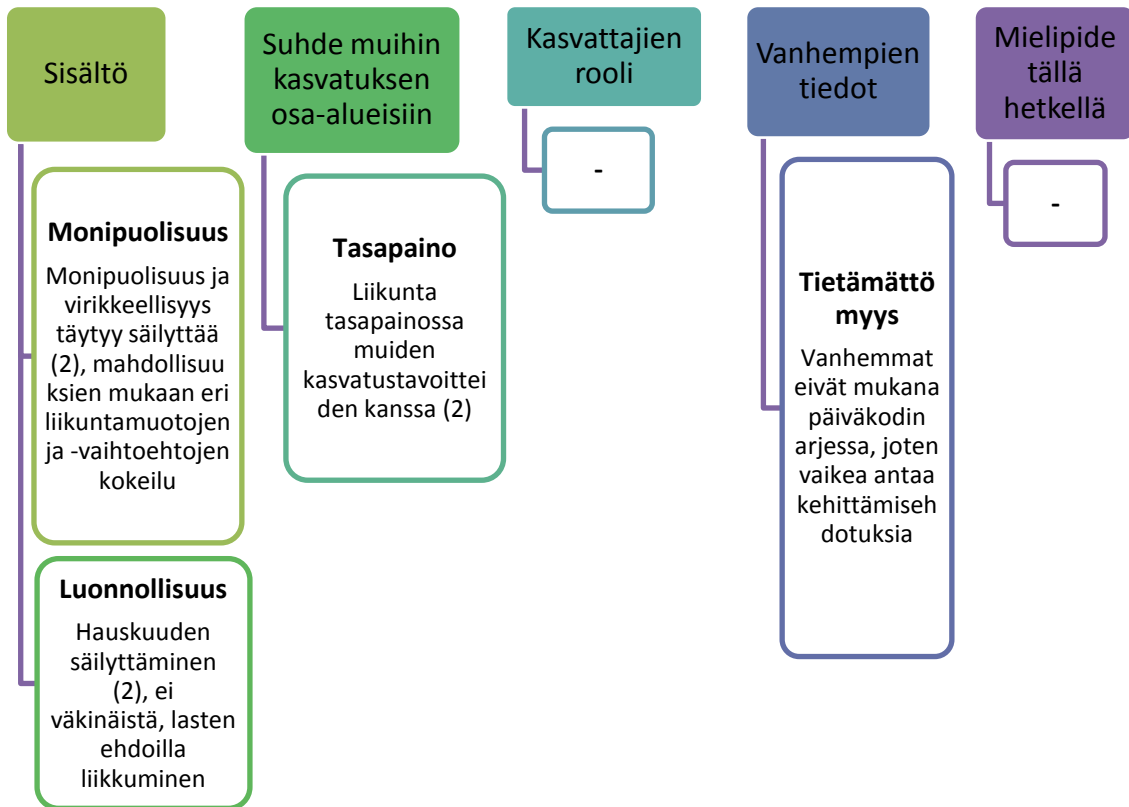 Sisältö
Monipuolisuus
Monipuolisuus ja
virikkeellisyys
täytyy säilyttää
(2), mahdollisuu
ksien mukaan eri
liikuntamuotojen
ja -vaihtoehtojen
kokeilu
Luonnollisuus
Hauskuuden
säilyttäminen
(2), ei
väkinäistä, lasten
ehdoilla
liikkuminen
Suhde muihin
kasvatuksen
osa-alueisiin
Tasapaino
Liikunta
tasapainossa
muiden
kasvatustavoittei
den kanssa (2)
Kasvattajien
rooli
-
Vanhempien
tiedot
Tietämättö
myys
Vanhemmat
eivät mukana
päiväkodin
arjessa, joten
vaikea antaa
kehittämiseh
dotuksia
Mielipide
tällä
hetkellä
-